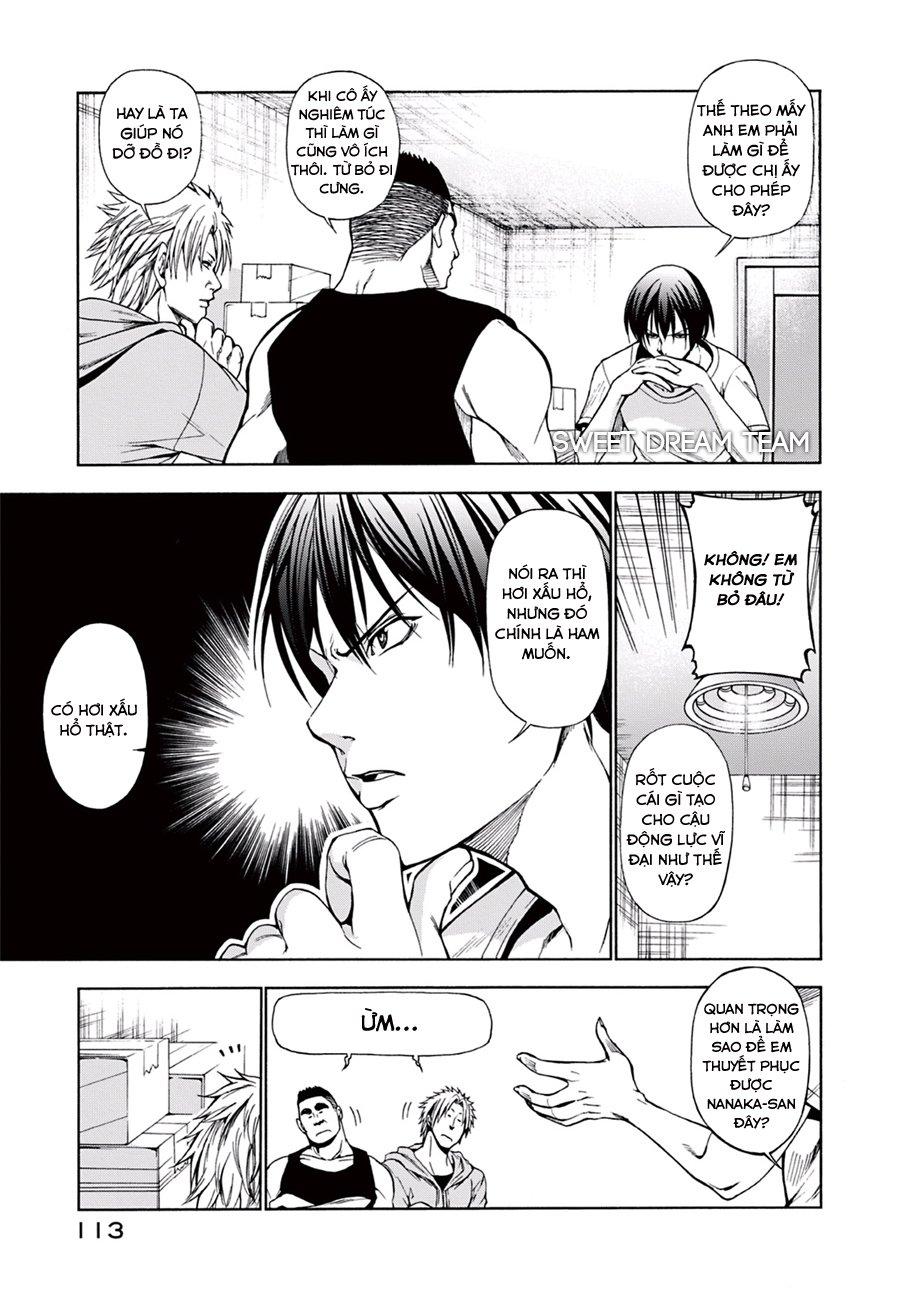 THẾ THEO MẤY
ANH EM PHẢI
LÀM GÌ ĐỂ
ĐƯỢC CHỊ ẤY
CHO PHÉP
ĐÂY?
KHI CÔ ẤY
NGHIÊM TÚC
THÌ LÀM GÌ
CŨNG VÔ ÍCH
THÔI. TỪ BỎ ĐI
CƯNG.
HAY LÀ TA
GIÚP NÓ
DỠ ĐỒ ĐI?
SWEET DREAM TEAM
KHÔNG! EM
KHÔNG TỪ
BỎ ĐÂU!
RỐT CUỘC
CÁI GÌ TẠO
CHO CẬU
ĐỘNG LỰC VĨ
ĐẠI NHƯ THẾ
VẬY?
NÓI RA THÌ
HƠI XẤU HỔ,
NHƯNG ĐÓ
CHÍNH LÀ HAM
MUỐN.
CÓ HƠI XẤU
HỔ THẬT.
QUAN TRỌNG
HƠN LÀ LÀM
SAO ĐỂ EM
THUYẾT PHỤC
ĐƯỢC
NANAKA-SAN
ĐÂY?
ỪM...
113